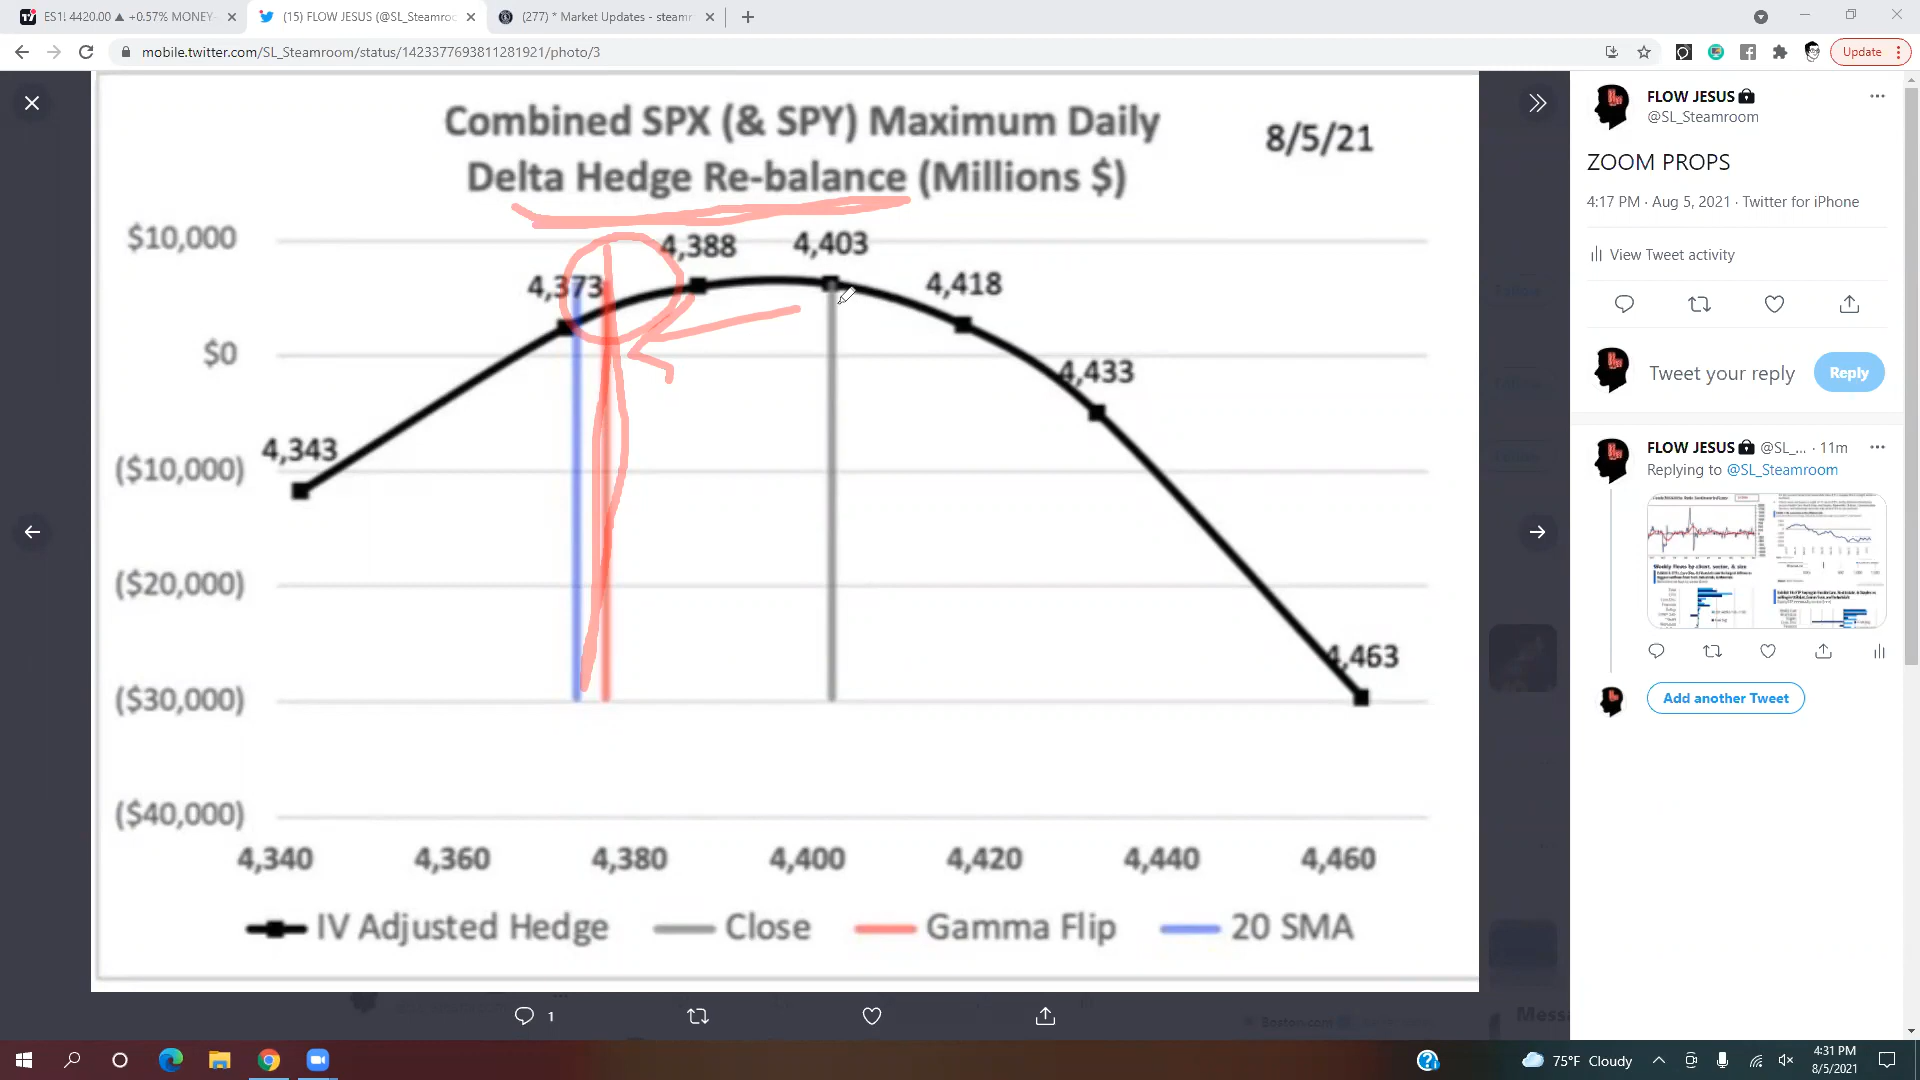 ES1! 4420.00 ▲ +0.57% MONEY
(15) FLOW JESUS (@SL_Steamroo
(277) * Market Updates - steamr
mobile.twitter.com/SL_Steamroom/status/1423377693811281921/photo/3
Update
Combined SPX (& SPY) Maximum Daily
Delta Hedge Re-balance (Millions $)
8/5/21
$10,000
$0
($10,000)
($20,000)
($30,000)
($40,000)
4,343
4,373
4,388
4,403
4,418
4,433
4,463
4,340
4,360
4,380
4,400
4,420
4,440
4,460
IV Adjusted Hedge
Close
Gamma Flip
20 SMA
1
FLOW JESUS
@SL_Steamroom
ZOOM PROPS
4:17 PM · Aug 5, 2021 · Twitter for iPhone
View Tweet activity
Tweet your reply
Reply
FLOW JESUS @SL_... · 11m
Replying to @SL_Steamroom
Add another Tweet
75°F Cloudy
4:31 PM
8/5/2021